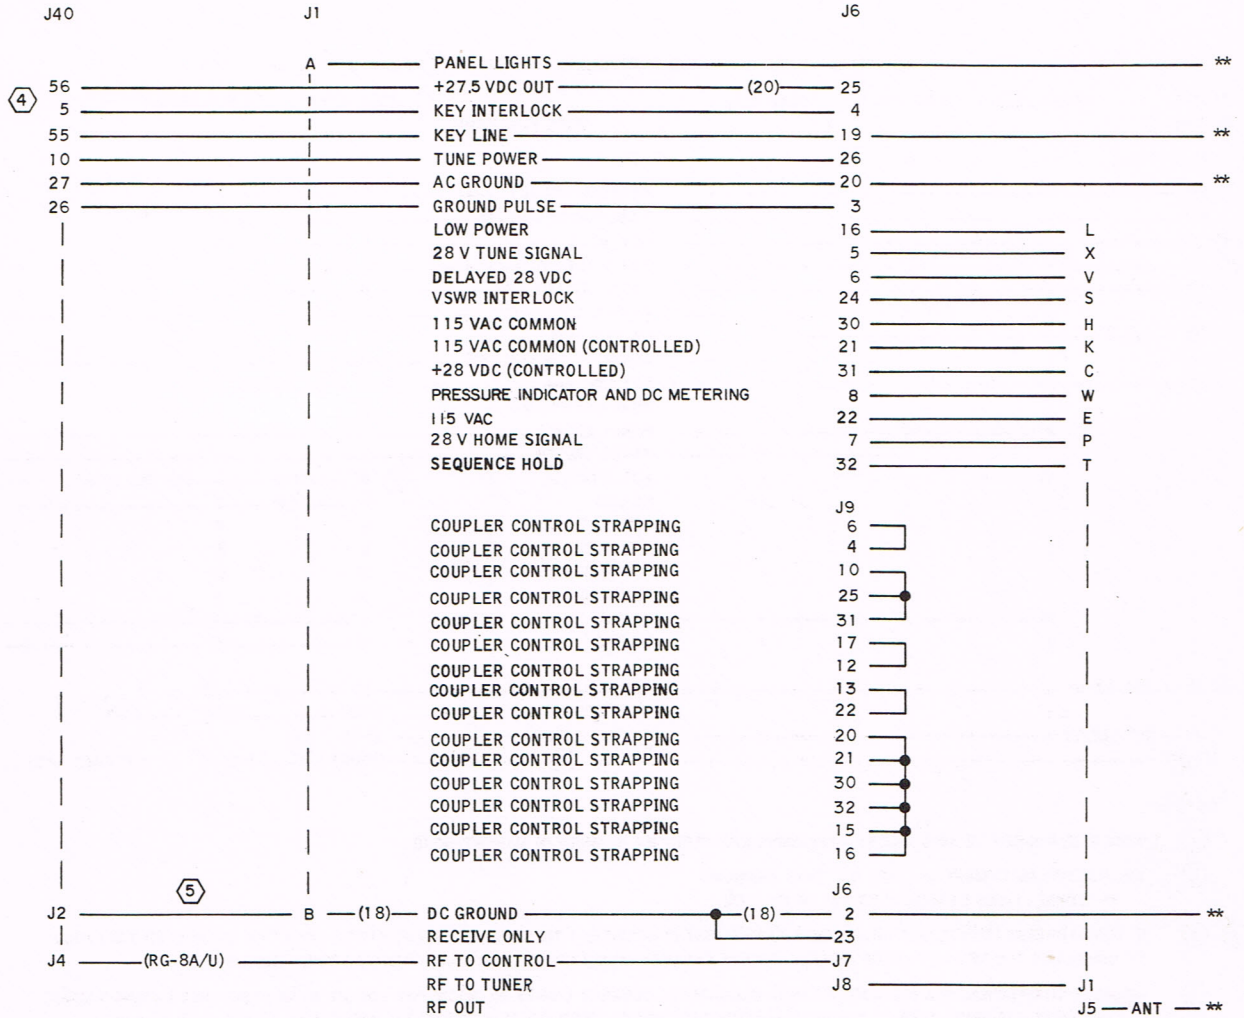 J40 J1 J6
A PANEL LIGHTS **
56 +27.5 VDC OUT (20) 25
4
5 KEY INTERLOCK 4
55 KEY LINE 19 **
10 TUNE POWER 26
27 AC GROUND 20 **
26 GROUND PULSE 3
LOW POWER 16 L
28 V TUNE SIGNAL 5 X
DELAYED 28 VDC 6 V
VSWR INTERLOCK 24 S
115 VAC COMMON 30 H
115 VAC COMMON (CONTROLLED) 21 K
+28 VDC (CONTROLLED) 31 C
PRESSURE INDICATOR AND DC METERING 8 W
115 VAC 22 E
28 V HOME SIGNAL 7 P
SEQUENCE HOLD 32 T
J9
COUPLER CONTROL STRAPPING 6
COUPLER CONTROL STRAPPING 4
COUPLER CONTROL STRAPPING 10
COUPLER CONTROL STRAPPING 25
COUPLER CONTROL STRAPPING 31
COUPLER CONTROL STRAPPING 17
COUPLER CONTROL STRAPPING 12
COUPLER CONTROL STRAPPING 13
COUPLER CONTROL STRAPPING 22
COUPLER CONTROL STRAPPING 20
COUPLER CONTROL STRAPPING 21
COUPLER CONTROL STRAPPING 30
COUPLER CONTROL STRAPPING 32
COUPLER CONTROL STRAPPING 15
COUPLER CONTROL STRAPPING 16
5 J6
J2 B (18) DC GROUND (18) 2 **
RECEIVE ONLY 23
J4 (RG-8A/U) RF TO CONTROL J7
RF TO TUNER J8 J1
RF OUT J5 ANT **